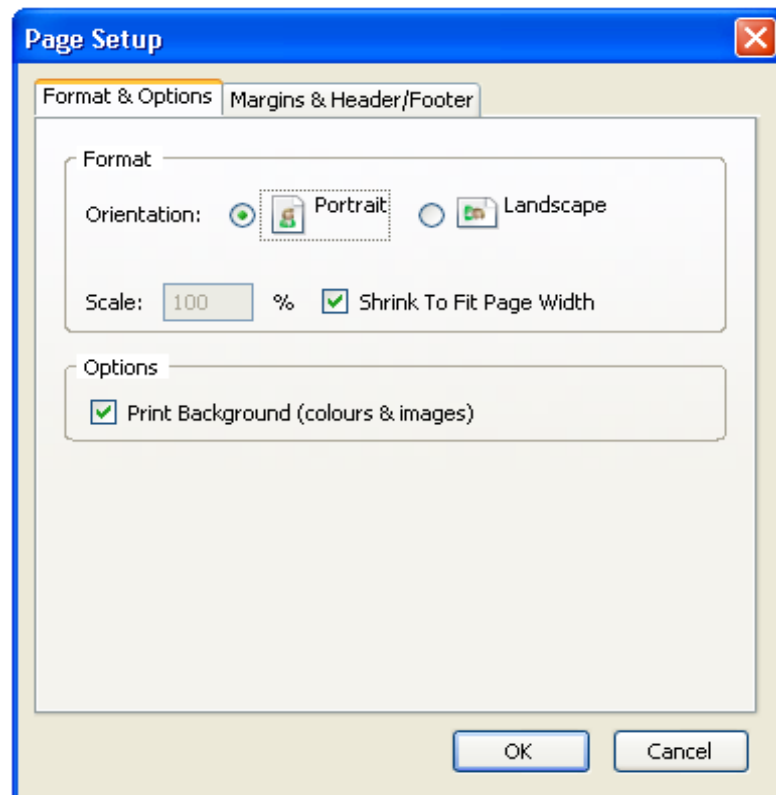 Page Setup
Format & Options Margins & Header/Footer
Format
Orientation: Portrait Landscape
Scale: 100 % Shrink To Fit Page Width
Options
Print Background (colours & images)
OK Cancel